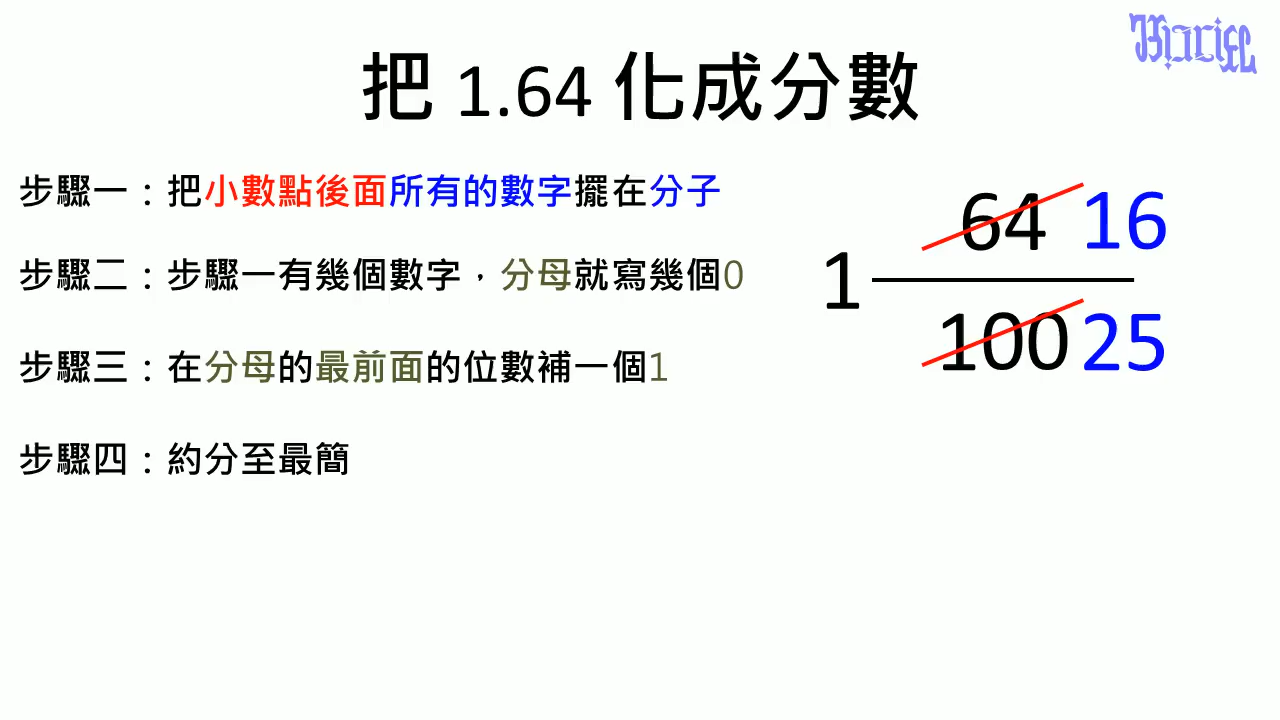 把 1.64 化成分數
步驟一：把小數點後面所有的數字擺在分子
步驟二：步驟一有幾個數字，分母就寫幾個0
步驟三：在分母的最前面的位數補一個1
步驟四：約分至最簡
64 16
1
100 25